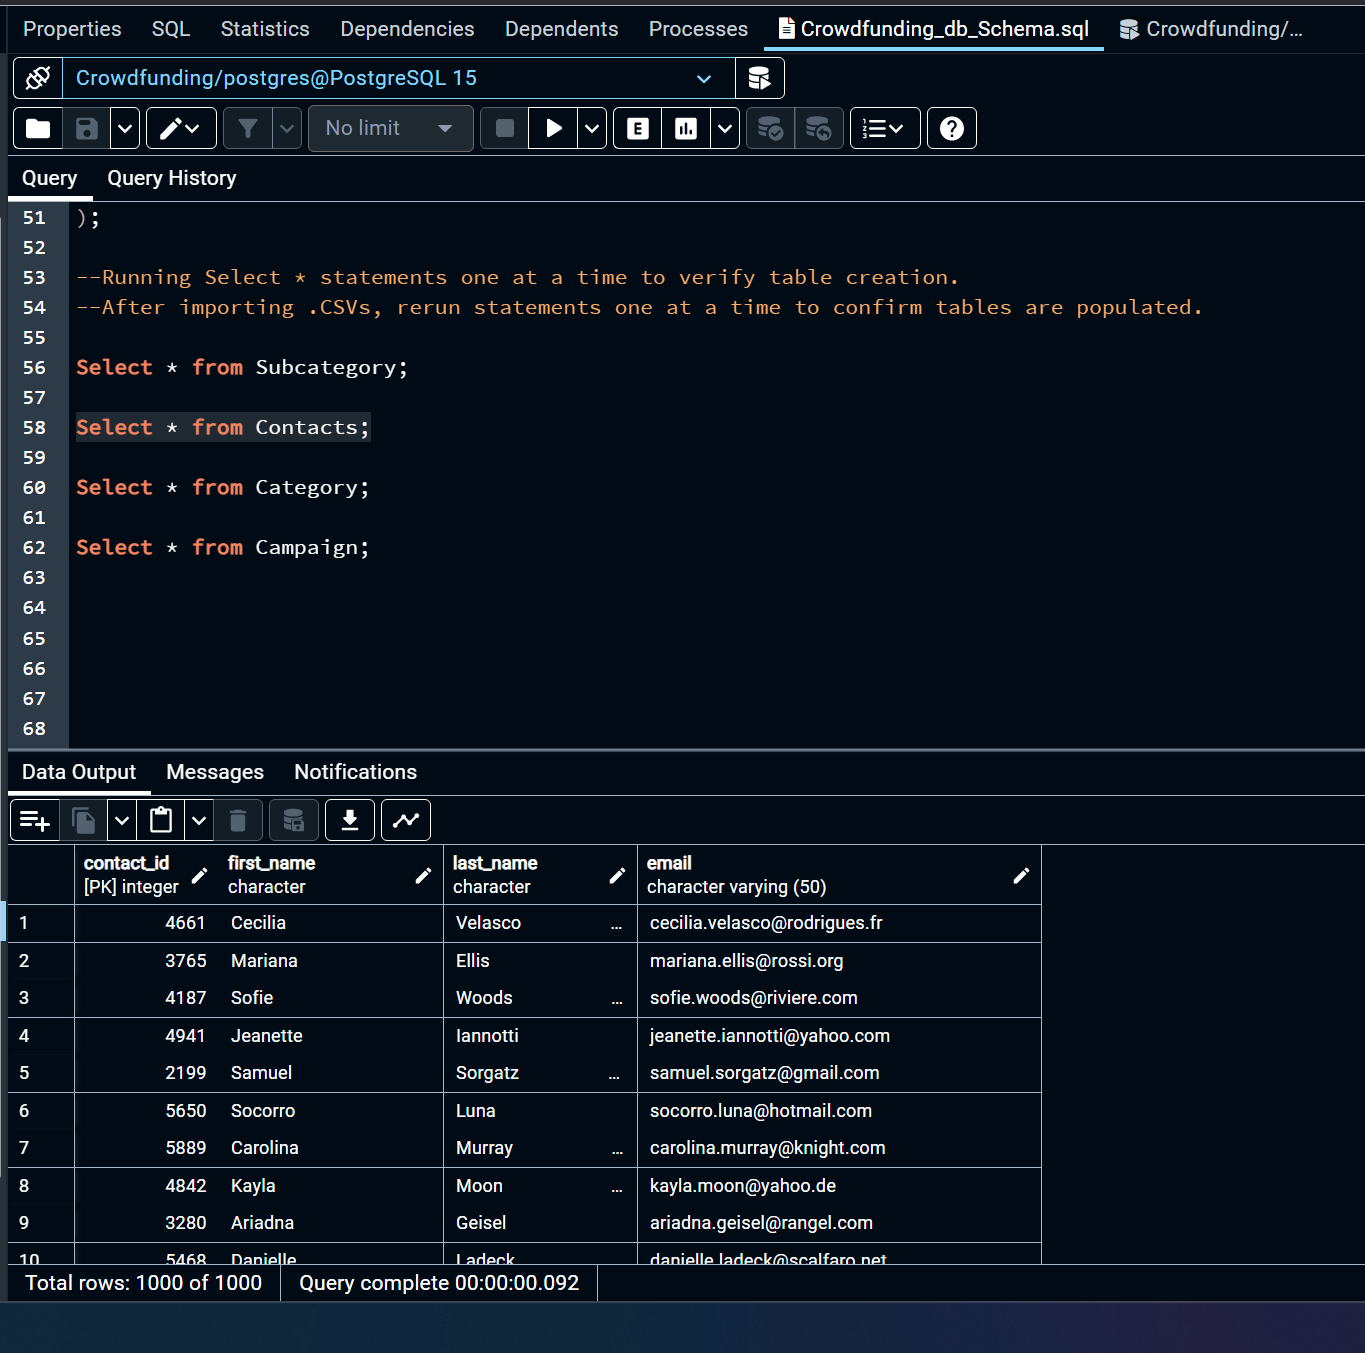 Properties SQL Statistics Dependencies Dependents Processes Crowdfunding_db_Schema.sql Crowdfunding/...
Crowdfunding/postgres@PostgreSQL 15
No limit E
Query Query History
51 );
52
53 --Running Select * statements one at a time to verify table creation.
54 --After importing .CSVs, rerun statements one at a time to confirm tables are populated.
55
56 Select * from Subcategory;
57
58 Select * from Contacts;
59
60 Select * from Category;
61
62 Select * from Campaign;
63
64
65
66
67
68
Data Output Messages Notifications
contact_id first_name last_name email
[PK] integer character character character varying (50)
1 4661 Cecilia Velasco ... cecilia.velasco@rodrigues.fr
2 3765 Mariana Ellis mariana.ellis@rossi.org
3 4187 Sofie Woods ... sofie.woods@riviere.com
4 4941 Jeanette Iannotti jeanette.iannotti@yahoo.com
5 2199 Samuel Sorgatz ... samuel.sorgatz@gmail.com
6 5650 Socorro Luna socorro.luna@hotmail.com
7 5889 Carolina Murray ... carolina.murray@knight.com
8 4842 Kayla Moon ... kayla.moon@yahoo.de
9 3280 Ariadna Geisel ariadna.geisel@rangel.com
10 5468 Danielle Ladeck danielle.ladeck@scalfaro.net
Total rows: 1000 of 1000 Query complete 00:00:00.092